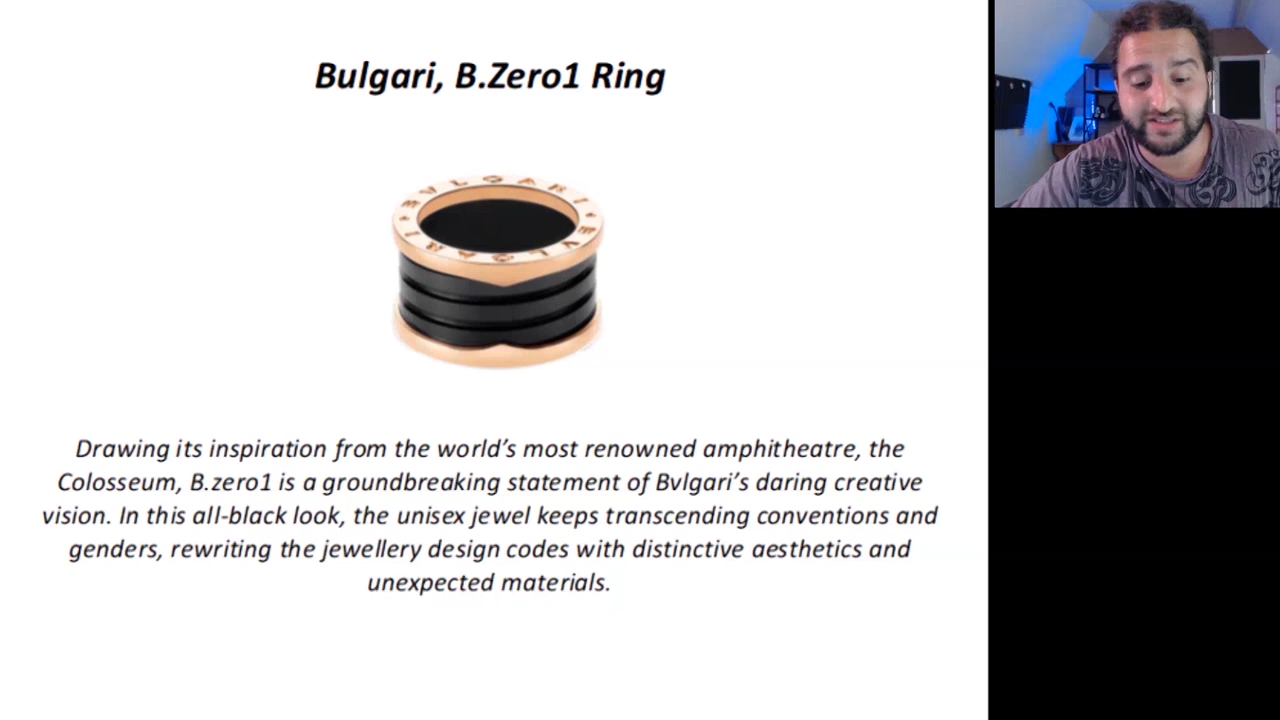 Bulgari, B.Zero1 Ring
BVLGARI • BVLGARI •
Drawing its inspiration from the world’s most renowned amphitheatre, the
Colosseum, B.zero1 is a groundbreaking statement of Bvlgari’s daring creative
vision. In this all-black look, the unisex jewel keeps transcending conventions and
genders, rewriting the jewellery design codes with distinctive aesthetics and
unexpected materials.